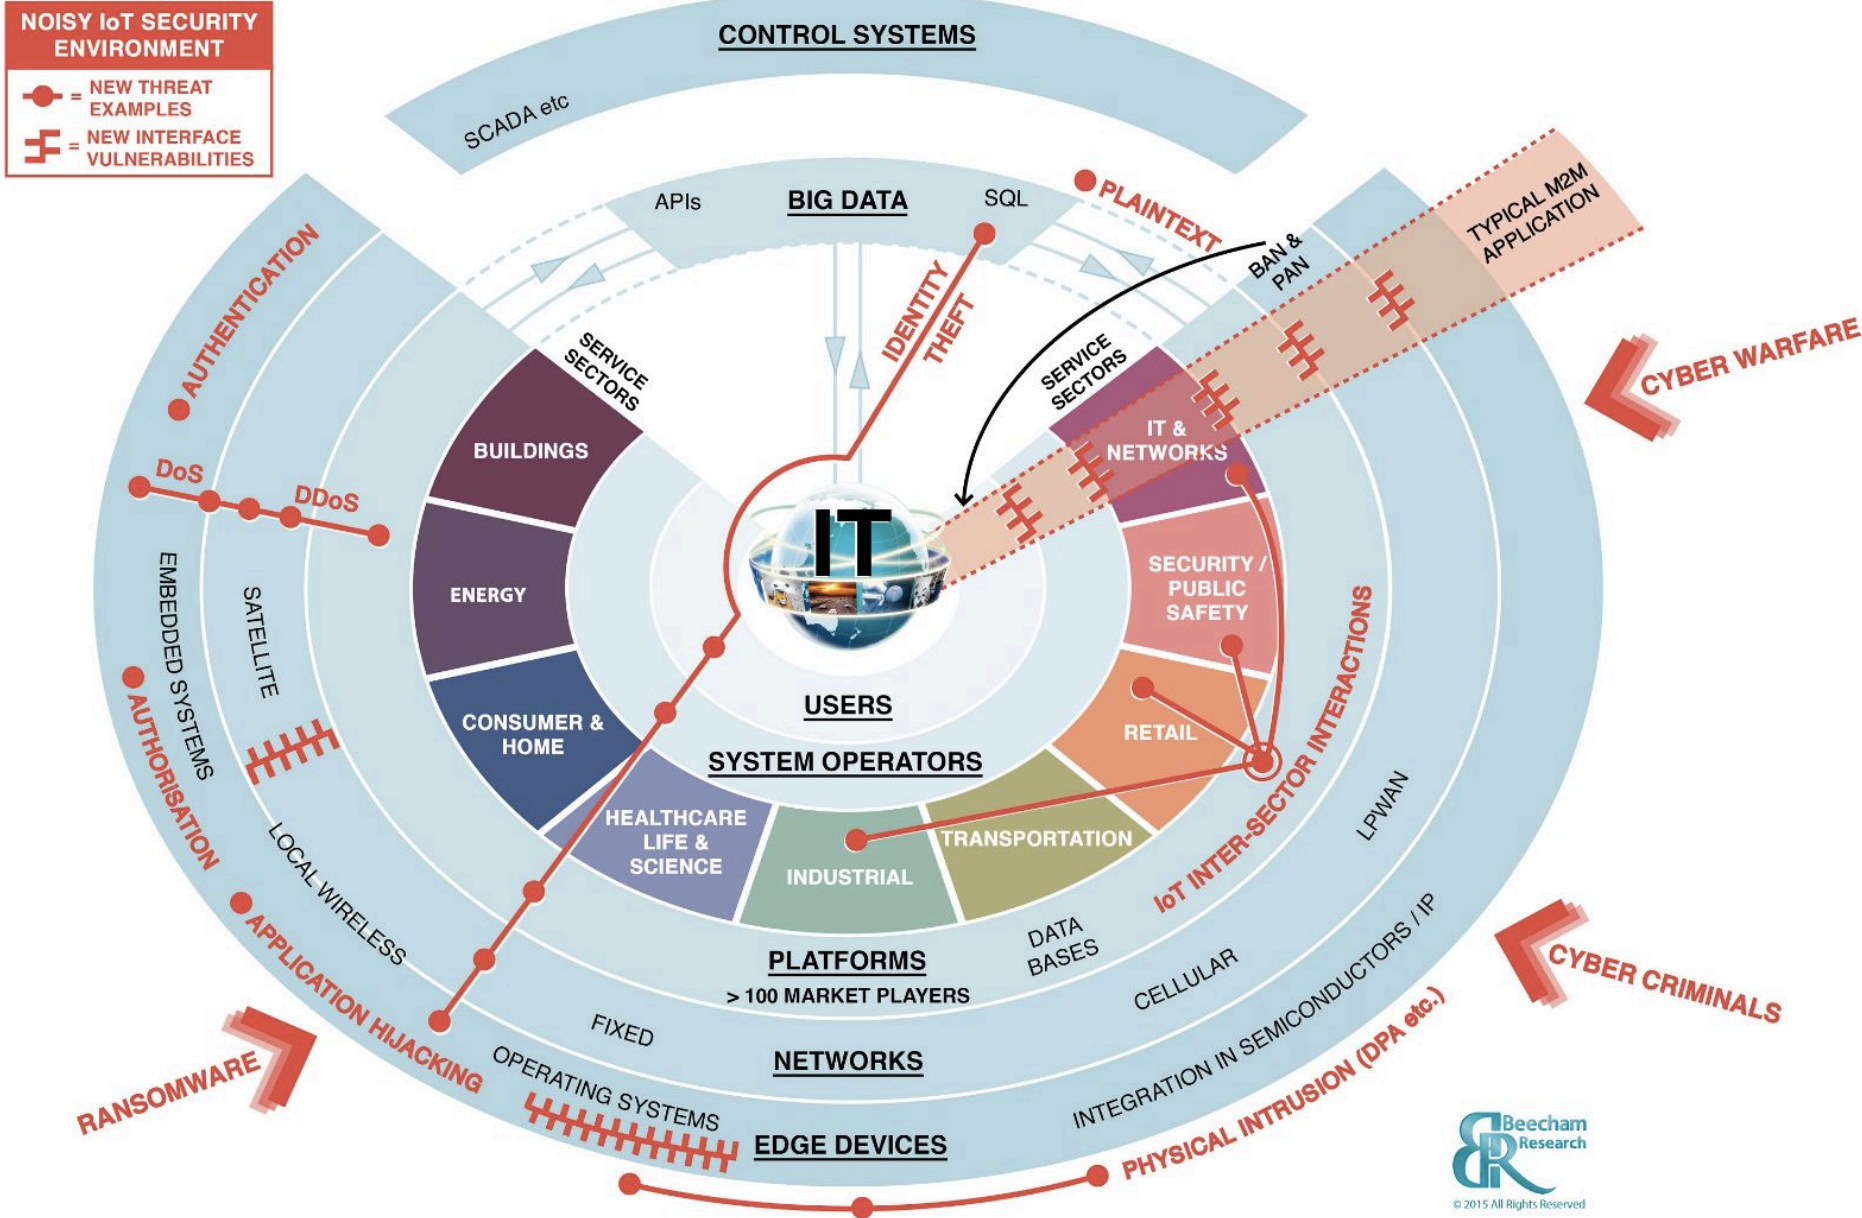 NOISY IoT SECURITY
ENVIRONMENT
= NEW THREAT
EXAMPLES
= NEW INTERFACE
VULNERABILITIES
CONTROL SYSTEMS
SCADA etc
APIs
BIG DATA
SQL
PLAINTEXT
BAN &
PAN
TYPICAL M2M
APPLICATION
AUTHENTICATION
IDENTITY
THEFT
SERVICE
SECTORS
SERVICE
SECTORS
CYBER WARFARE
BUILDINGS
IT &
NETWORKS
DoS
DDoS
IT
ENERGY
SECURITY /
PUBLIC
SAFETY
EMBEDDED SYSTEMS
SATELLITE
CONSUMER &
HOME
USERS
RETAIL
SYSTEM OPERATORS
IoT INTER-SECTOR INTERACTIONS
AUTHORISATION
LOCAL WIRELESS
HEALTHCARE
LIFE &
SCIENCE
INDUSTRIAL
TRANSPORTATION
LPWAN
DATA
BASES
PLATFORMS
> 100 MARKET PLAYERS
CELLULAR
APPLICATION HIJACKING
CYBER CRIMINALS
FIXED
NETWORKS
OPERATING SYSTEMS
INTEGRATION IN SEMICONDUCTORS / IP
RANSOMWARE
EDGE DEVICES
PHYSICAL INTRUSION (DPA etc.)
BR
Beecham
Research
© 2015 All Rights Reserved